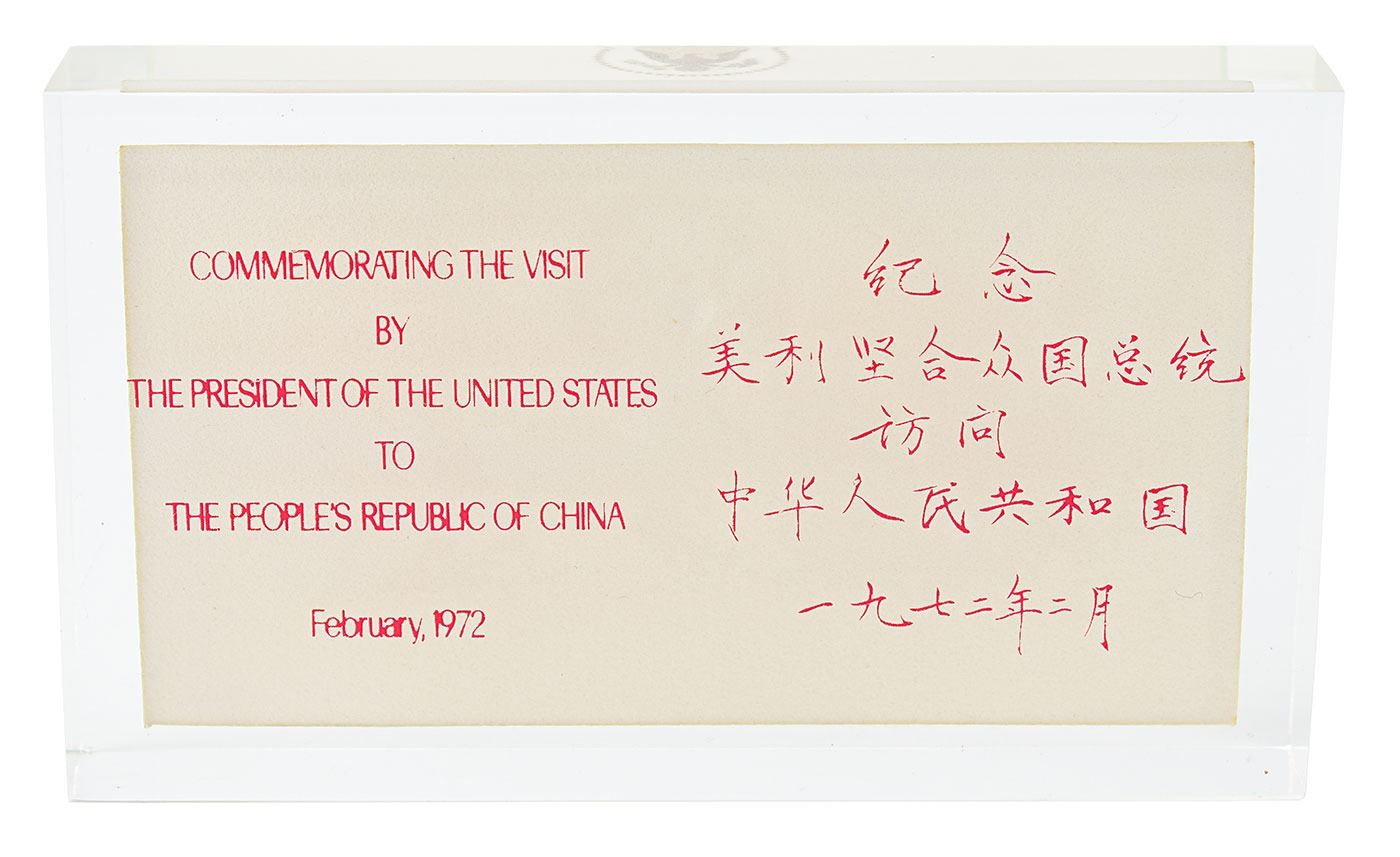 COMMEMORATING THE VISIT
BY
THE PRESIDENT OF THE UNITED STATES
TO
THE PEOPLE'S REPUBLIC OF CHINA
February, 1972
纪念
美利坚合众国总统
访问
中华人民共和国
一九七二年二月